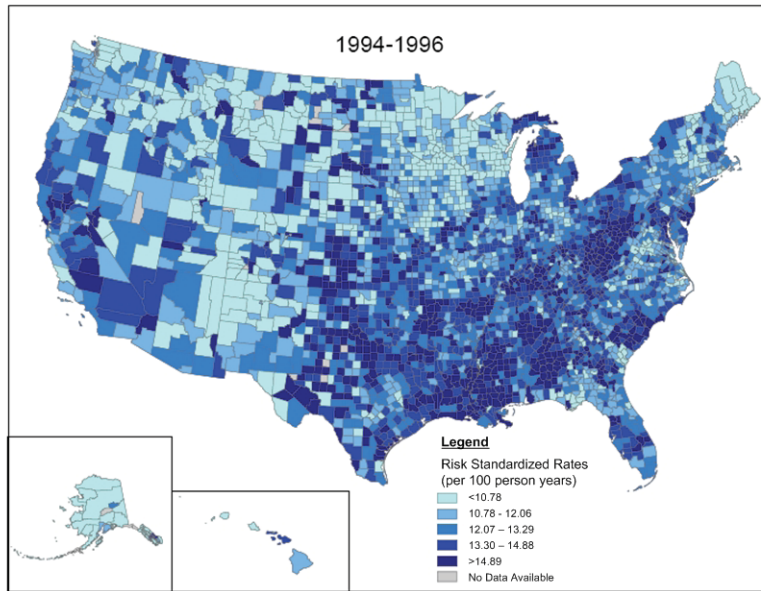 1994-1996
Legend
Risk Standardized Rates
(per 100 person years)
<10.78
10.78 - 12.06
12.07 – 13.29
13.30 – 14.88
>14.89
No Data Available